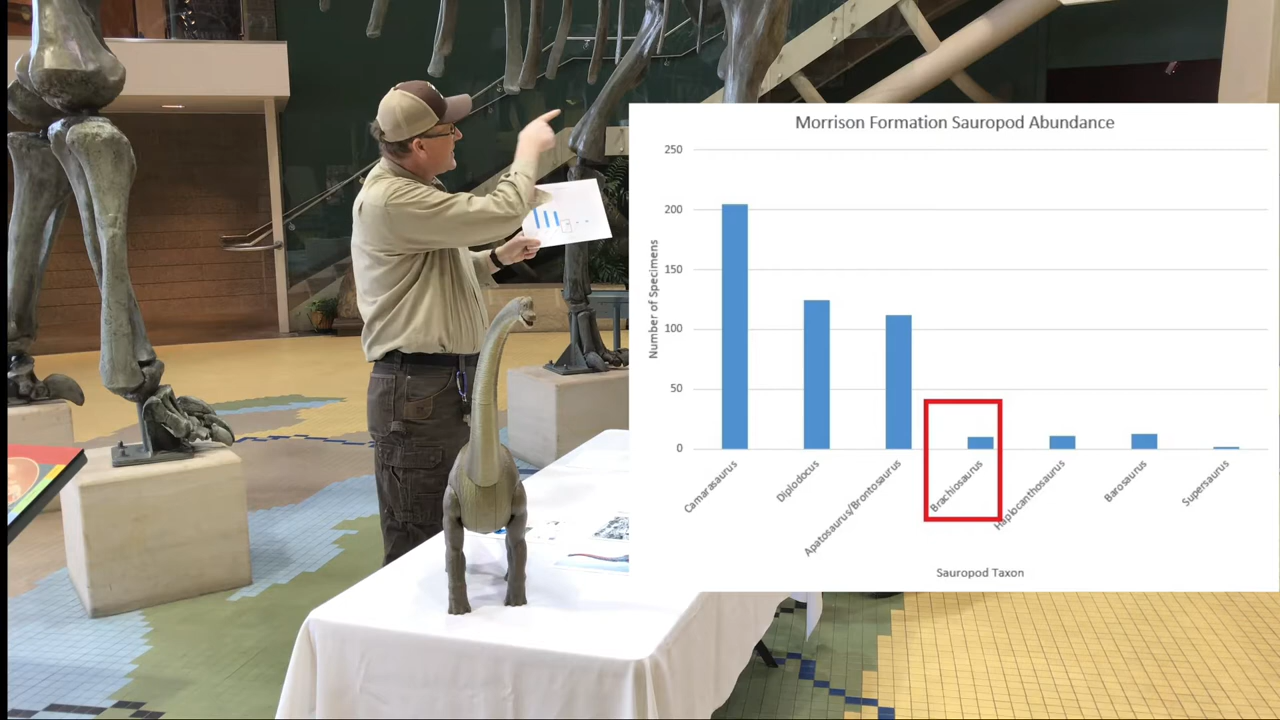 Morrison Formation Sauropod Abundance
Number of Specimens
250
200
150
100
50
0
Camarasaurus
Diplodocus
Apatosaurus/Brontosaurus
Brachiosaurus
Haplocanthosaurus
Barosaurus
Supersaurus
Sauropod Taxon